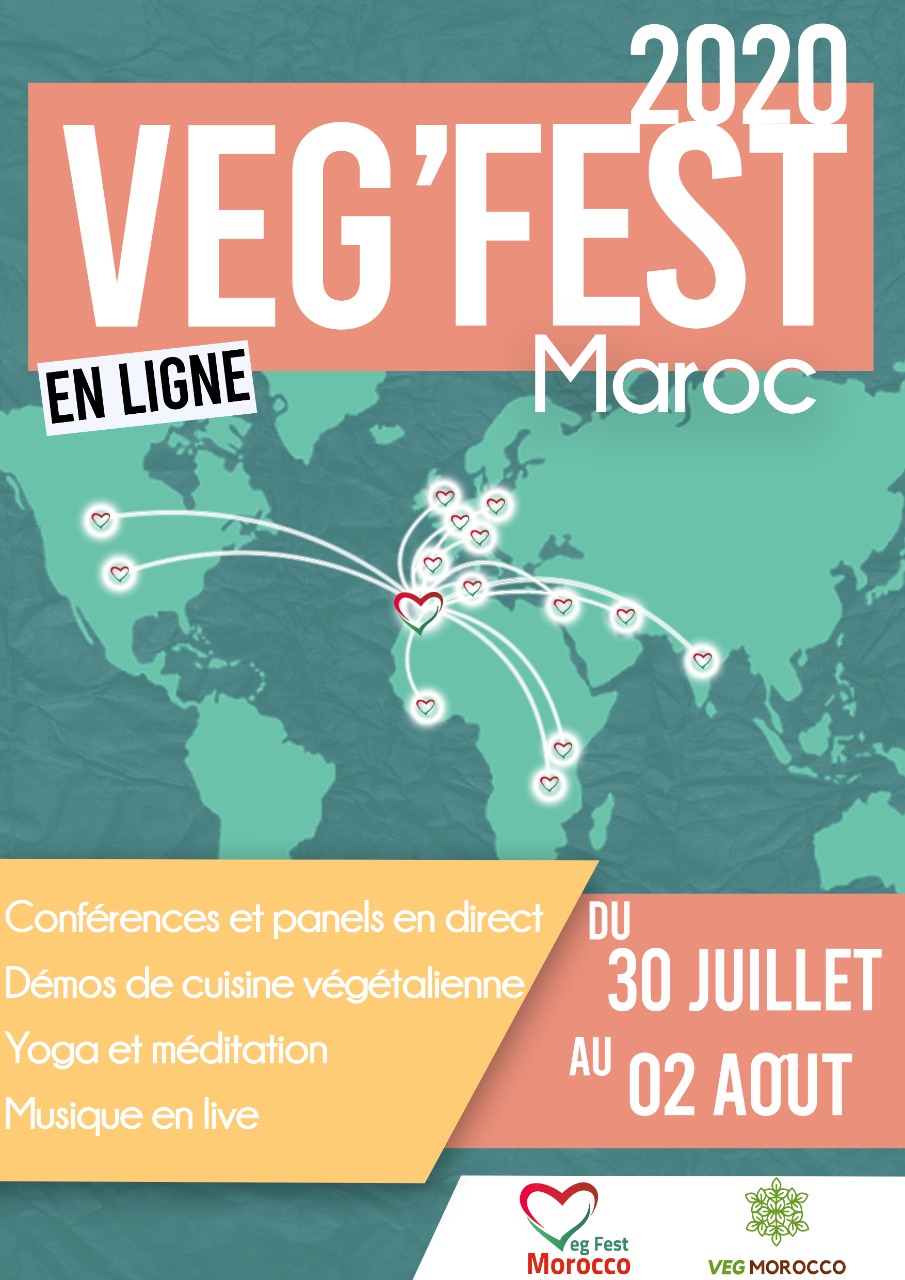 2020
VEG'FEST
Maroc
EN LIGNE
Conférences et panels en direct
Démos de cuisine végétalienne
Yoga et méditation
Musique en live
DU
30 JUILLET
AU
02 AOUT
Veg Fest
Morocco
VEG MOROCCO